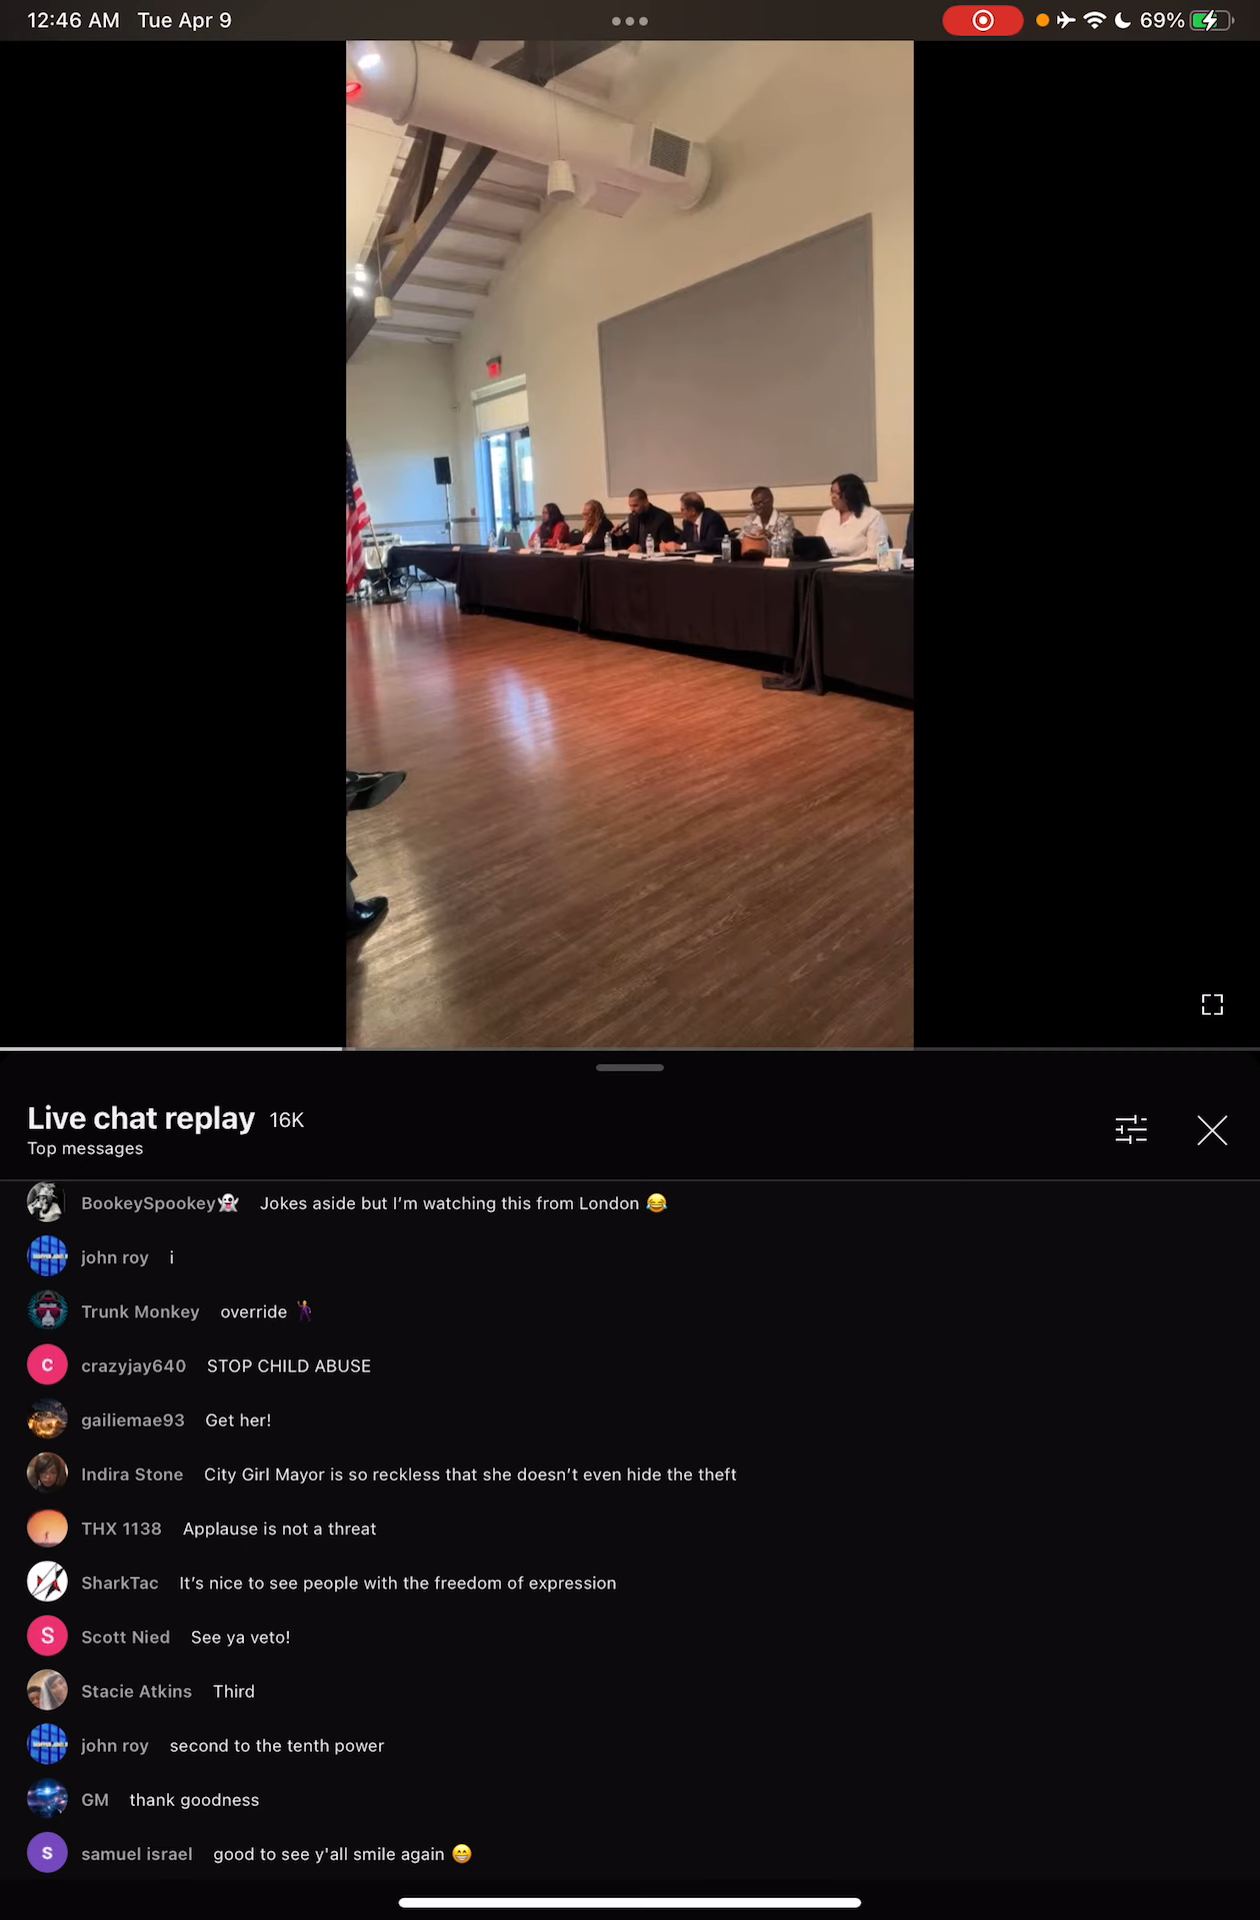 12:46 AM Tue Apr 9
69%
Live chat replay 16K
Top messages
BookeySpookey👻 Jokes aside but I'm watching this from London 😂
john roy i
Trunk Monkey override 🕺
C crazyjay640 STOP CHILD ABUSE
gailiemae93 Get her!
Indira Stone City Girl Mayor is so reckless that she doesn't even hide the theft
THX 1138 Applause is not a threat
SharkTac It's nice to see people with the freedom of expression
S Scott Nied See ya veto!
Stacie Atkins Third
john roy second to the tenth power
GM thank goodness
S samuel israel good to see y'all smile again 😁